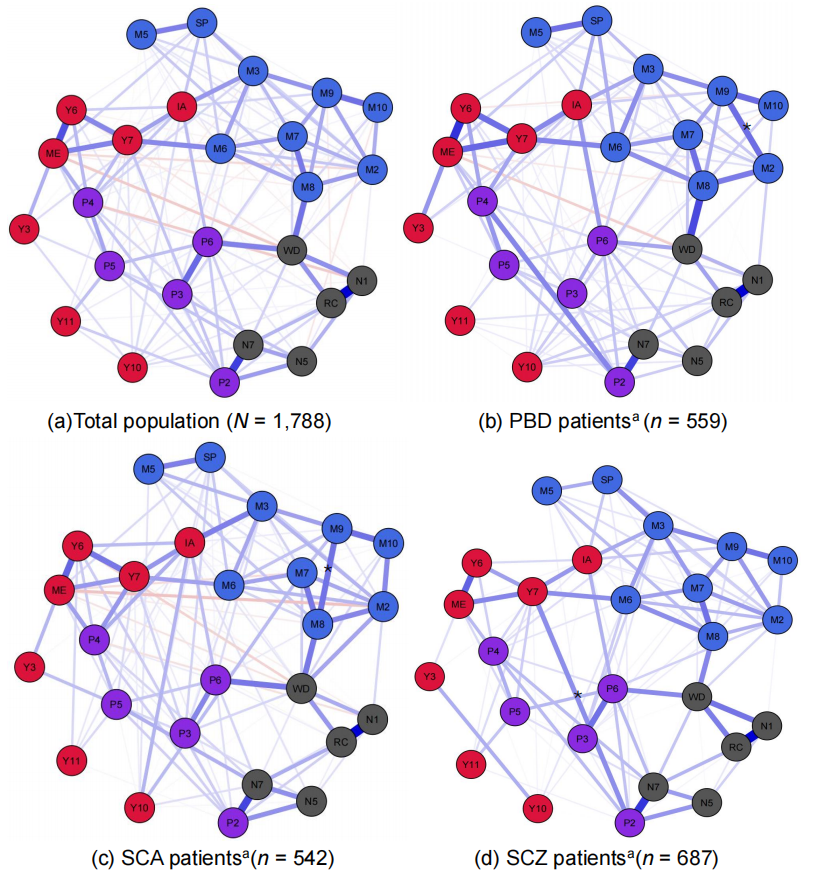 M5 SP
M3
M9
M10
Y6
IA
Y7
M6
M7
ME
M2
M8
P4
Y3
P6
WD
P5
P3
N1
RC
Y11
N7
Y10
N5
P2
(a)Total population (N = 1,788)
M5 SP
M3
M9
M10
Y6
IA
*
Y7
M6
M7
ME
M2
M8
P4
Y3
P6
WD
P5
P3
N1
RC
Y11
N7
Y10
N5
P2
(b) PBD patientsᵃ (n = 559)
M5 SP
M3
M9
M10
Y6
IA
*
Y7
M6
M7
ME
M2
M8
P4
Y3
P6
WD
P5
P3
N1
RC
Y11
N7
Y10
N5
P2
(c) SCA patientsᵃ(n = 542)
M5 SP
M3
M9
M10
Y6
IA
Y7
M6
M7
ME
M2
M8
P4
Y3
*
P6
WD
P5
P3
N1
RC
Y11
N7
Y10
N5
P2
(d) SCZ patientsᵃ(n = 687)